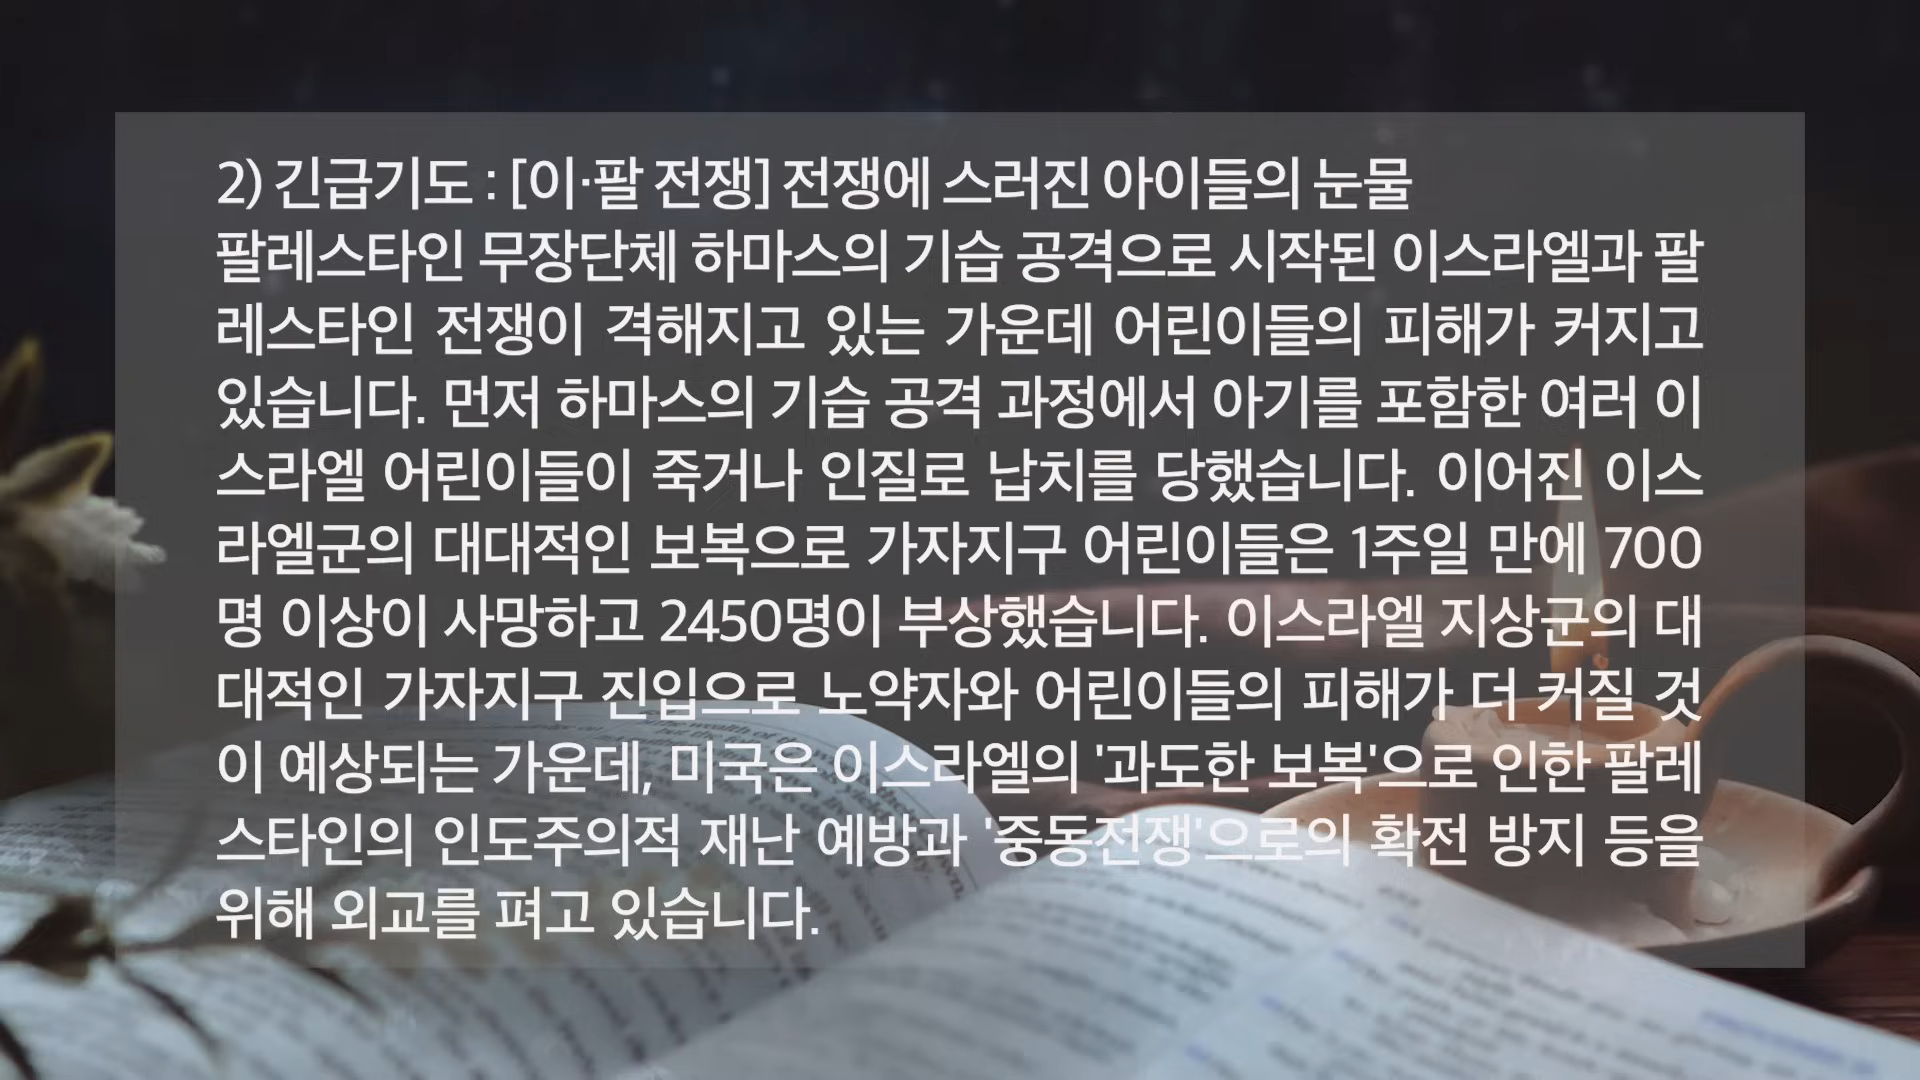 2) 긴급기도 : [이·팔 전쟁] 전쟁에 스러진 아이들의 눈물
팔레스타인 무장단체 하마스의 기습 공격으로 시작된 이스라엘과 팔
레스타인 전쟁이 격해지고 있는 가운데 어린이들의 피해가 커지고
있습니다. 먼저 하마스의 기습 공격 과정에서 아기를 포함한 여러 이
스라엘 어린이들이 죽거나 인질로 납치를 당했습니다. 이어진 이스
라엘군의 대대적인 보복으로 가자지구 어린이들은 1주일 만에 700
명 이상이 사망하고 2450명이 부상했습니다. 이스라엘 지상군의 대
대적인 가자지구 진입으로 노약자와 어린이들의 피해가 더 커질 것
이 예상되는 가운데, 미국은 이스라엘의 '과도한 보복'으로 인한 팔레
스타인의 인도주의적 재난 예방과 '중동전쟁'으로의 확전 방지 등을
위해 외교를 펴고 있습니다.